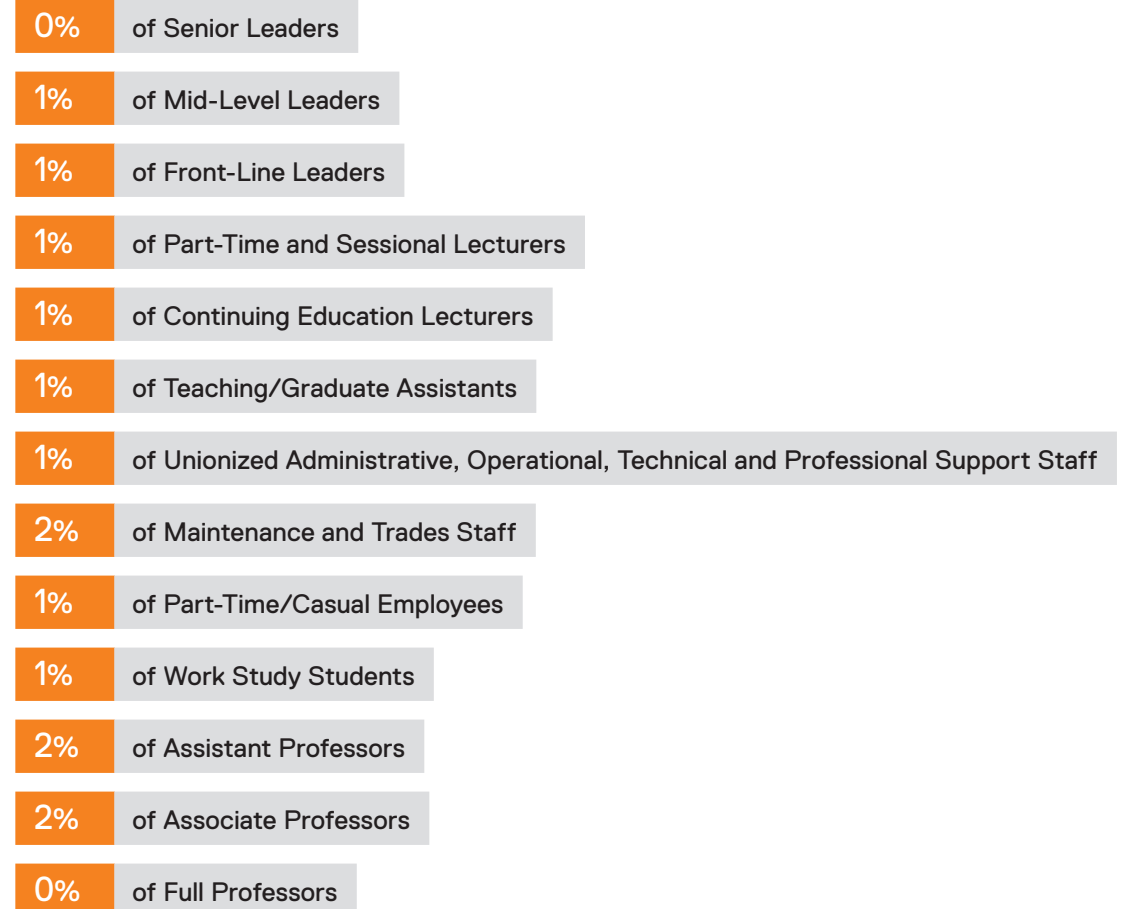 0% of Senior Leaders
1% of Mid-Level Leaders
1% of Front-Line Leaders
1% of Part-Time and Sessional Lecturers
1% of Continuing Education Lecturers
1% of Teaching/Graduate Assistants
1% of Unionized Administrative, Operational, Technical and Professional Support Staff
2% of Maintenance and Trades Staff
1% of Part-Time/Casual Employees
1% of Work Study Students
2% of Assistant Professors
2% of Associate Professors
0% of Full Professors